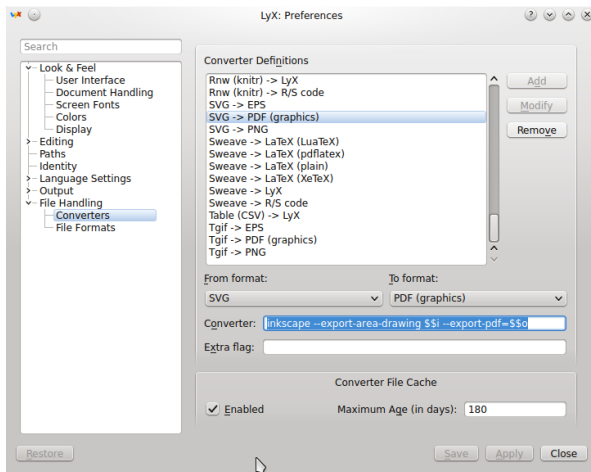 LyX: Preferences
Search
Look & Feel
User Interface
Document Handling
Screen Fonts
Colors
Display
Editing
Paths
Identity
Language Settings
Output
File Handling
Converters
File Formats
Converter Definitions
Rnw (knitr) -> LyX
Rnw (knitr) -> R/S code
SVG -> EPS
SVG -> PDF (graphics)
SVG -> PNG
Sweave -> LaTeX (LuaTeX)
Sweave -> LaTeX (pdflatex)
Sweave -> LaTeX (plain)
Sweave -> LaTeX (XeTeX)
Sweave -> LyX
Sweave -> R/S code
Table (CSV) -> LyX
Tgif -> EPS
Tgif -> PDF (graphics)
Tgif -> PNG
Add
Modify
Remove
From format: To format:
SVG PDF (graphics)
Converter: inkscape --export-area-drawing $$i --export-pdf=$$o
Extra flag:
Converter File Cache
Enabled Maximum Age (in days): 180
Restore Save Apply Close